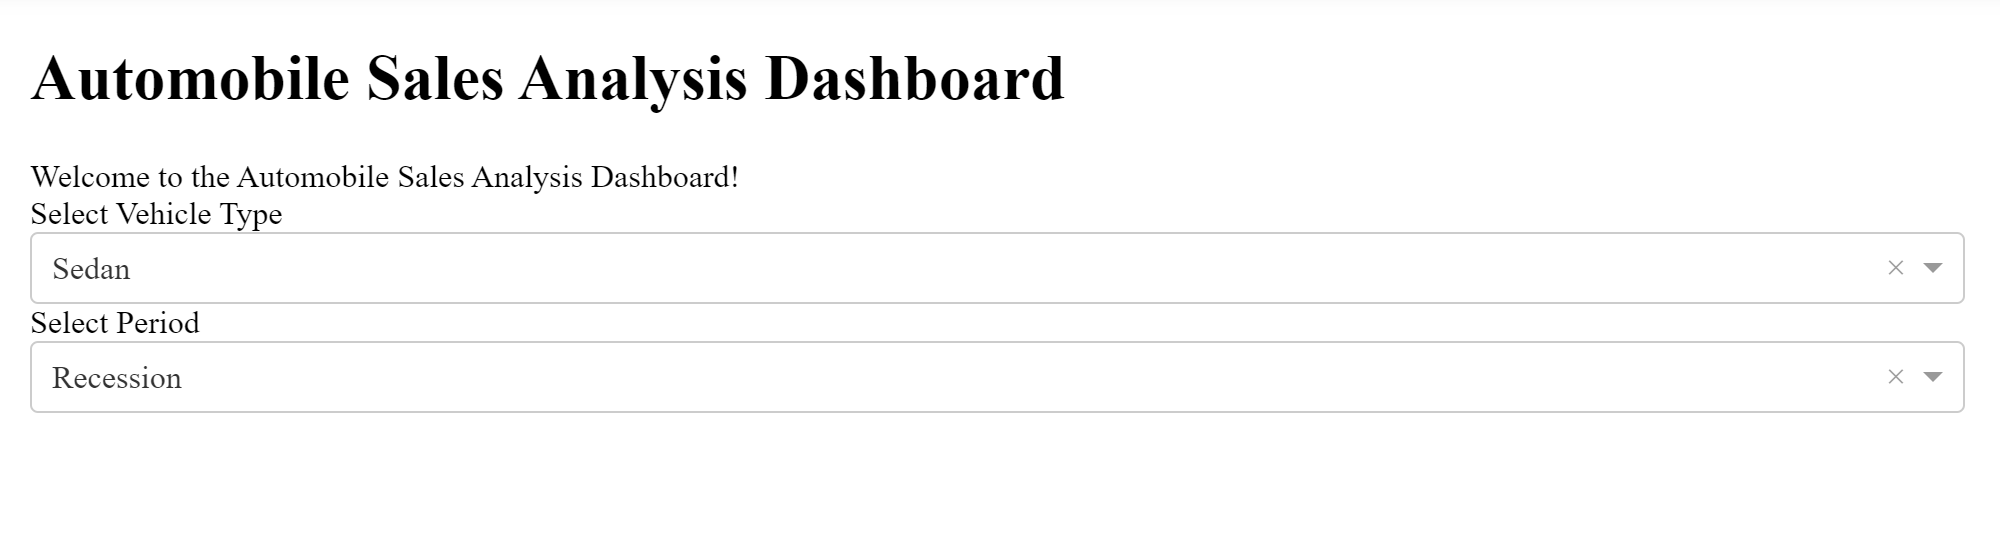 Automobile Sales Analysis Dashboard
Welcome to the Automobile Sales Analysis Dashboard!
Select Vehicle Type
Sedan
Select Period
Recession